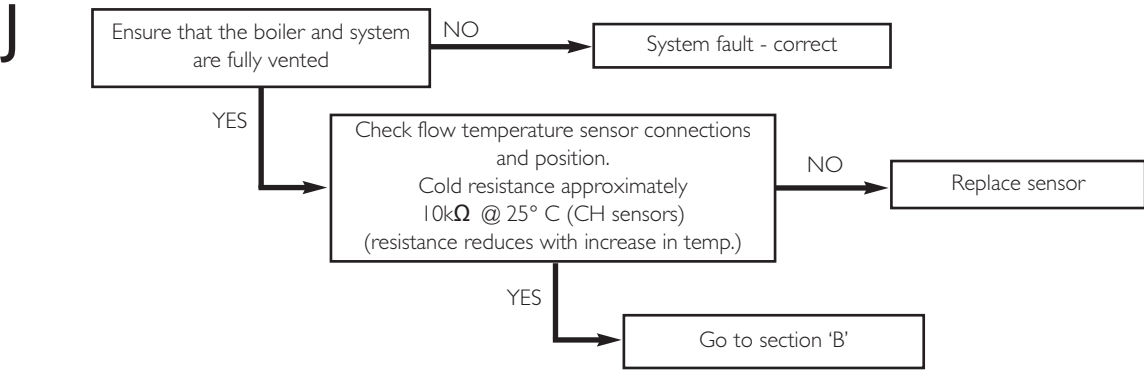 J
Ensure that the boiler and system
are fully vented
NO
System fault - correct
YES
Check flow temperature sensor connections
and position.
Cold resistance approximately
10kΩ @ 25° C (CH sensors)
(resistance reduces with increase in temp.)
NO
Replace sensor
YES
Go to section ‘B’